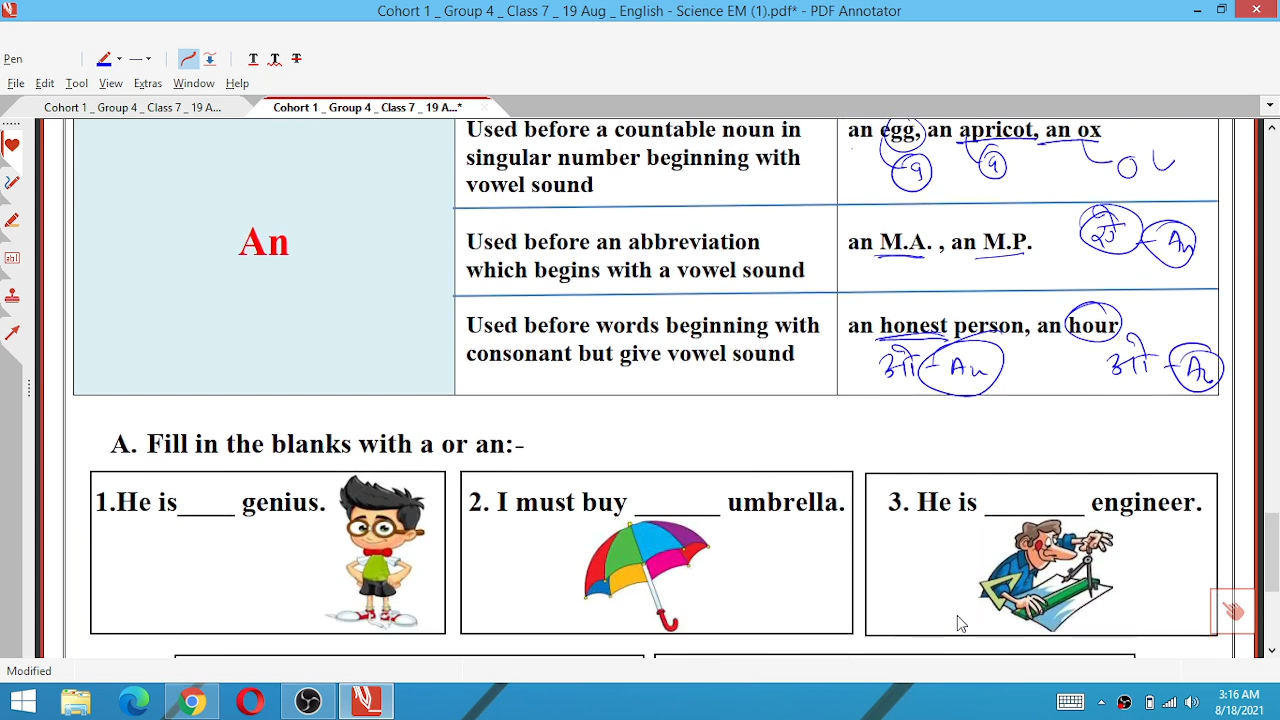 Cohort 1 _ Group 4 _ Class 7 _ 19 Aug _ English - Science EM (1).pdf* - PDF Annotator
Pen
File Edit Tool View Extras Window Help
Cohort 1 _ Group 4 _ Class 7 _ 19 A... Cohort 1 _ Group 4 _ Class 7 _ 19 A...*
Used before a countable noun in
singular number beginning with
vowel sound
an egg, an apricot, an ox
An
Used before an abbreviation
which begins with a vowel sound
an M.A. , an M.P.
An
Used before words beginning with
consonant but give vowel sound
an honest person, an hour
An
An
A. Fill in the blanks with a or an:-
1.He is____ genius.
2. I must buy ______ umbrella.
3. He is _______ engineer.
Modified
3:16 AM
8/18/2021